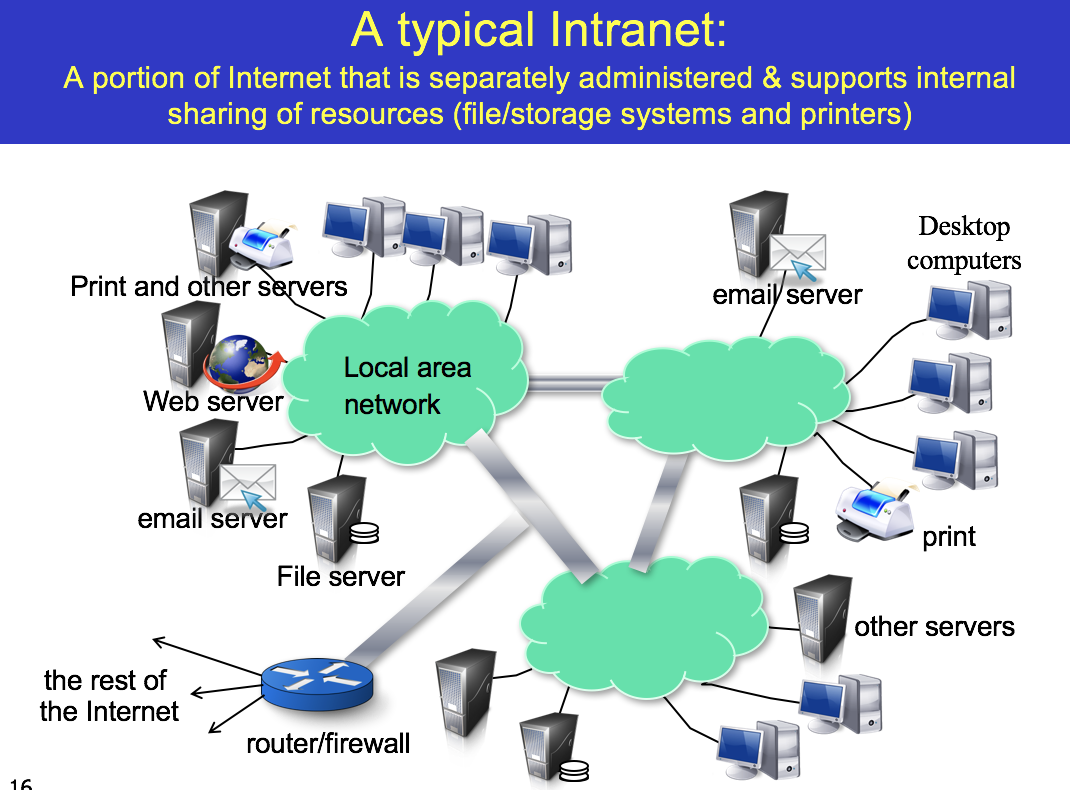 A typical Intranet:
A portion of Internet that is separately administered & supports internal
sharing of resources (file/storage systems and printers)
Desktop
computers
Print and other servers
email server
Local area
network
Web server
email server
print
File server
other servers
the rest of
the Internet
router/firewall
16